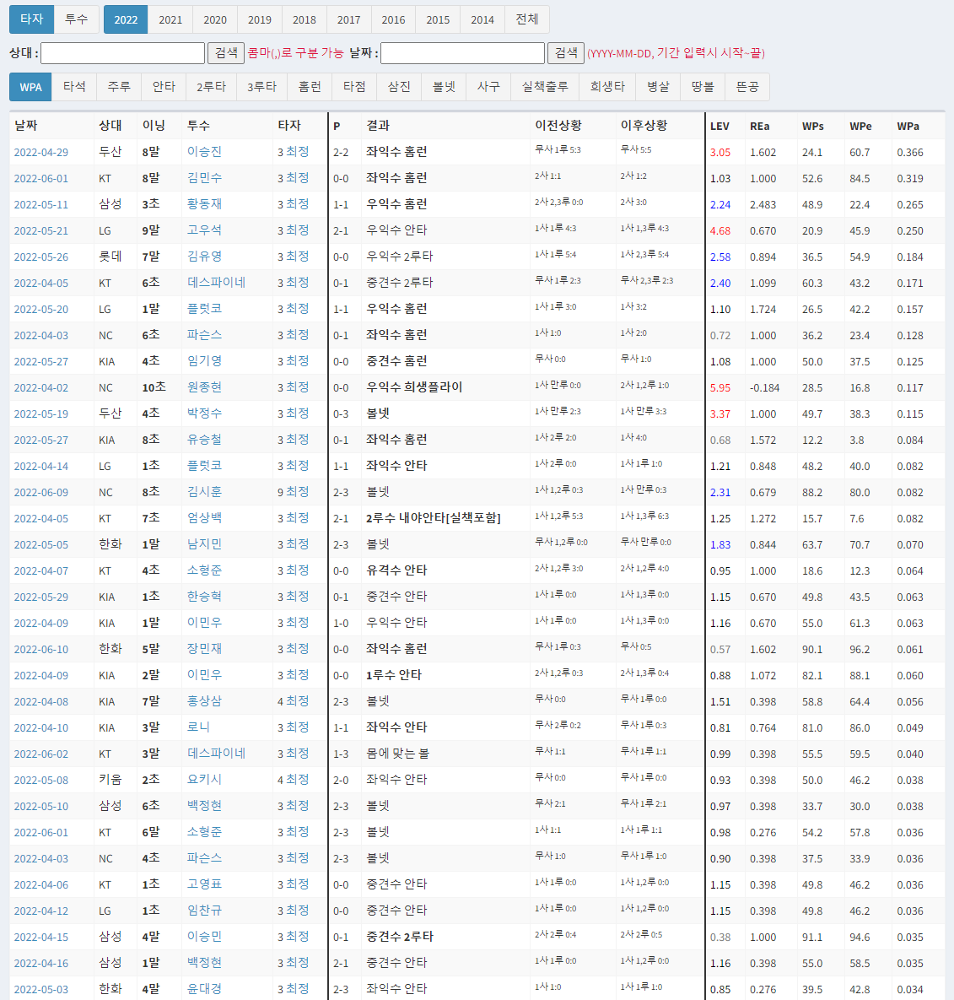 타자 투수 2022 2021 2020 2019 2018 2017 2016 2015 2014 전체
상대 : 검색 콤마(,)로 구분 가능 날짜 : 검색 (YYYY-MM-DD, 기간 입력시 시작~끝)
WPA 타석 주루 안타 2루타 3루타 홈런 타점 삼진 볼넷 사구 실책출루 희생타 병살 땅볼 뜬공
날짜 상대 이닝 투수 타자 P 결과 이전상황 이후상황 LEV REa WPs WPe WPa
2022-04-29 두산 8말 이승진 3 최정 2-2 좌익수 홈런 무사 1루 5:3 무사 5:5 3.05 1.602 24.1 60.7 0.366
2022-06-01 KT 8말 김민수 3 최정 0-0 좌익수 홈런 2사 1:1 2사 1:2 1.03 1.000 52.6 84.5 0.319
2022-05-11 삼성 3초 황동재 3 최정 1-1 우익수 홈런 2사 2,3루 0:0 2사 3:0 2.24 2.483 48.9 22.4 0.265
2022-05-21 LG 9말 고우석 3 최정 2-1 우익수 안타 1사 1루 4:3 1사 1,3루 4:3 4.68 0.670 20.9 45.9 0.250
2022-05-26 롯데 7말 김유영 3 최정 0-0 우익수 2루타 1사 1루 5:4 1사 2,3루 5:4 2.58 0.894 36.5 54.9 0.184
2022-04-05 KT 6초 데스파이네 3 최정 0-1 중견수 2루타 무사 1루 2:3 무사 2,3루 2:3 2.40 1.099 60.3 43.2 0.171
2022-05-20 LG 1말 플럿코 3 최정 1-1 우익수 홈런 1사 1루 3:0 1사 3:2 1.10 1.724 26.5 42.2 0.157
2022-04-03 NC 6초 파슨스 3 최정 0-1 좌익수 홈런 1사 1:0 1사 2:0 0.72 1.000 36.2 23.4 0.128
2022-05-27 KIA 4초 임기영 3 최정 0-0 중견수 홈런 무사 0:0 무사 1:0 1.08 1.000 50.0 37.5 0.125
2022-04-02 NC 10초 원종현 3 최정 0-0 우익수 희생플라이 1사 만루 0:0 2사 1,2루 1:0 5.95 -0.184 28.5 16.8 0.117
2022-05-19 두산 4초 박정수 3 최정 0-3 볼넷 1사 만루 2:3 1사 만루 3:3 3.37 1.000 49.7 38.3 0.115
2022-05-27 KIA 8초 유승철 3 최정 0-1 좌익수 홈런 1사 2루 2:0 1사 4:0 0.68 1.572 12.2 3.8 0.084
2022-04-14 LG 1초 플럿코 3 최정 1-1 좌익수 안타 1사 2루 0:0 1사 1루 1:0 1.21 0.848 48.2 40.0 0.082
2022-06-09 NC 8초 김시훈 9 최정 2-3 볼넷 1사 1,2루 0:3 1사 만루 0:3 2.31 0.679 88.2 80.0 0.082
2022-04-05 KT 7초 엄상백 3 최정 2-1 2루수 내야안타[실책포함] 1사 1,2루 5:3 1사 1,3루 6:3 1.25 1.272 15.7 7.6 0.082
2022-05-05 한화 1말 남지민 3 최정 2-3 볼넷 무사 1,2루 0:0 무사 만루 0:0 1.83 0.844 63.7 70.7 0.070
2022-04-07 KT 4초 소형준 3 최정 0-0 유격수 안타 2사 1,2루 3:0 2사 1,2루 4:0 0.95 1.000 18.6 12.3 0.064
2022-05-29 KIA 1초 한승혁 3 최정 0-1 중견수 안타 1사 1루 0:0 1사 1,3루 0:0 1.15 0.670 49.8 43.5 0.063
2022-04-09 KIA 1말 이민우 3 최정 1-0 우익수 안타 1사 1루 0:0 1사 1,3루 0:0 1.16 0.670 55.0 61.3 0.063
2022-06-10 한화 5말 장민재 3 최정 0-0 좌익수 홈런 무사 1루 0:3 무사 0:5 0.57 1.602 90.1 96.2 0.061
2022-04-09 KIA 2말 이민우 3 최정 0-0 1루수 안타 2사 1,2루 0:3 2사 1,3루 0:4 0.88 1.072 82.1 88.1 0.060
2022-04-08 KIA 7말 홍상삼 4 최정 2-3 볼넷 무사 0:0 무사 1루 0:0 1.51 0.398 58.8 64.4 0.056
2022-04-10 KIA 3말 로니 3 최정 1-1 좌익수 안타 무사 2루 0:2 무사 1루 0:3 0.81 0.764 81.0 86.0 0.049
2022-06-02 KT 3말 데스파이네 3 최정 1-3 몸에 맞는 볼 무사 1:1 무사 1루 1:1 0.99 0.398 55.5 59.5 0.040
2022-05-08 키움 2초 요키시 4 최정 2-0 좌익수 안타 무사 0:0 무사 1루 0:0 0.93 0.398 50.0 46.2 0.038
2022-05-10 삼성 6초 백정현 3 최정 2-3 볼넷 무사 2:1 무사 1루 2:1 0.97 0.398 33.7 30.0 0.038
2022-06-01 KT 6말 소형준 3 최정 2-3 볼넷 1사 1:1 1사 1루 1:1 0.98 0.276 54.2 57.8 0.036
2022-04-03 NC 4초 파슨스 3 최정 2-3 볼넷 무사 1:0 무사 1루 1:0 0.90 0.398 37.5 33.9 0.036
2022-04-06 KT 1초 고영표 3 최정 0-0 중견수 안타 1사 1루 0:0 1사 1,2루 0:0 1.15 0.398 49.8 46.2 0.036
2022-04-12 LG 1초 임찬규 3 최정 0-0 중견수 안타 1사 1루 0:0 1사 1,2루 0:0 1.15 0.398 49.8 46.2 0.036
2022-04-15 삼성 4말 이승민 3 최정 0-1 중견수 2루타 2사 2루 0:4 2사 2루 0:5 0.38 1.000 91.1 94.6 0.035
2022-04-16 삼성 1말 백정현 3 최정 2-1 중견수 안타 1사 1루 0:0 1사 1,2루 0:0 1.16 0.398 55.0 58.5 0.035
2022-05-03 한화 4말 윤대경 3 최정 2-3 좌익수 안타 1사 1:0 1사 1루 1:0 0.85 0.276 39.5 42.8 0.034